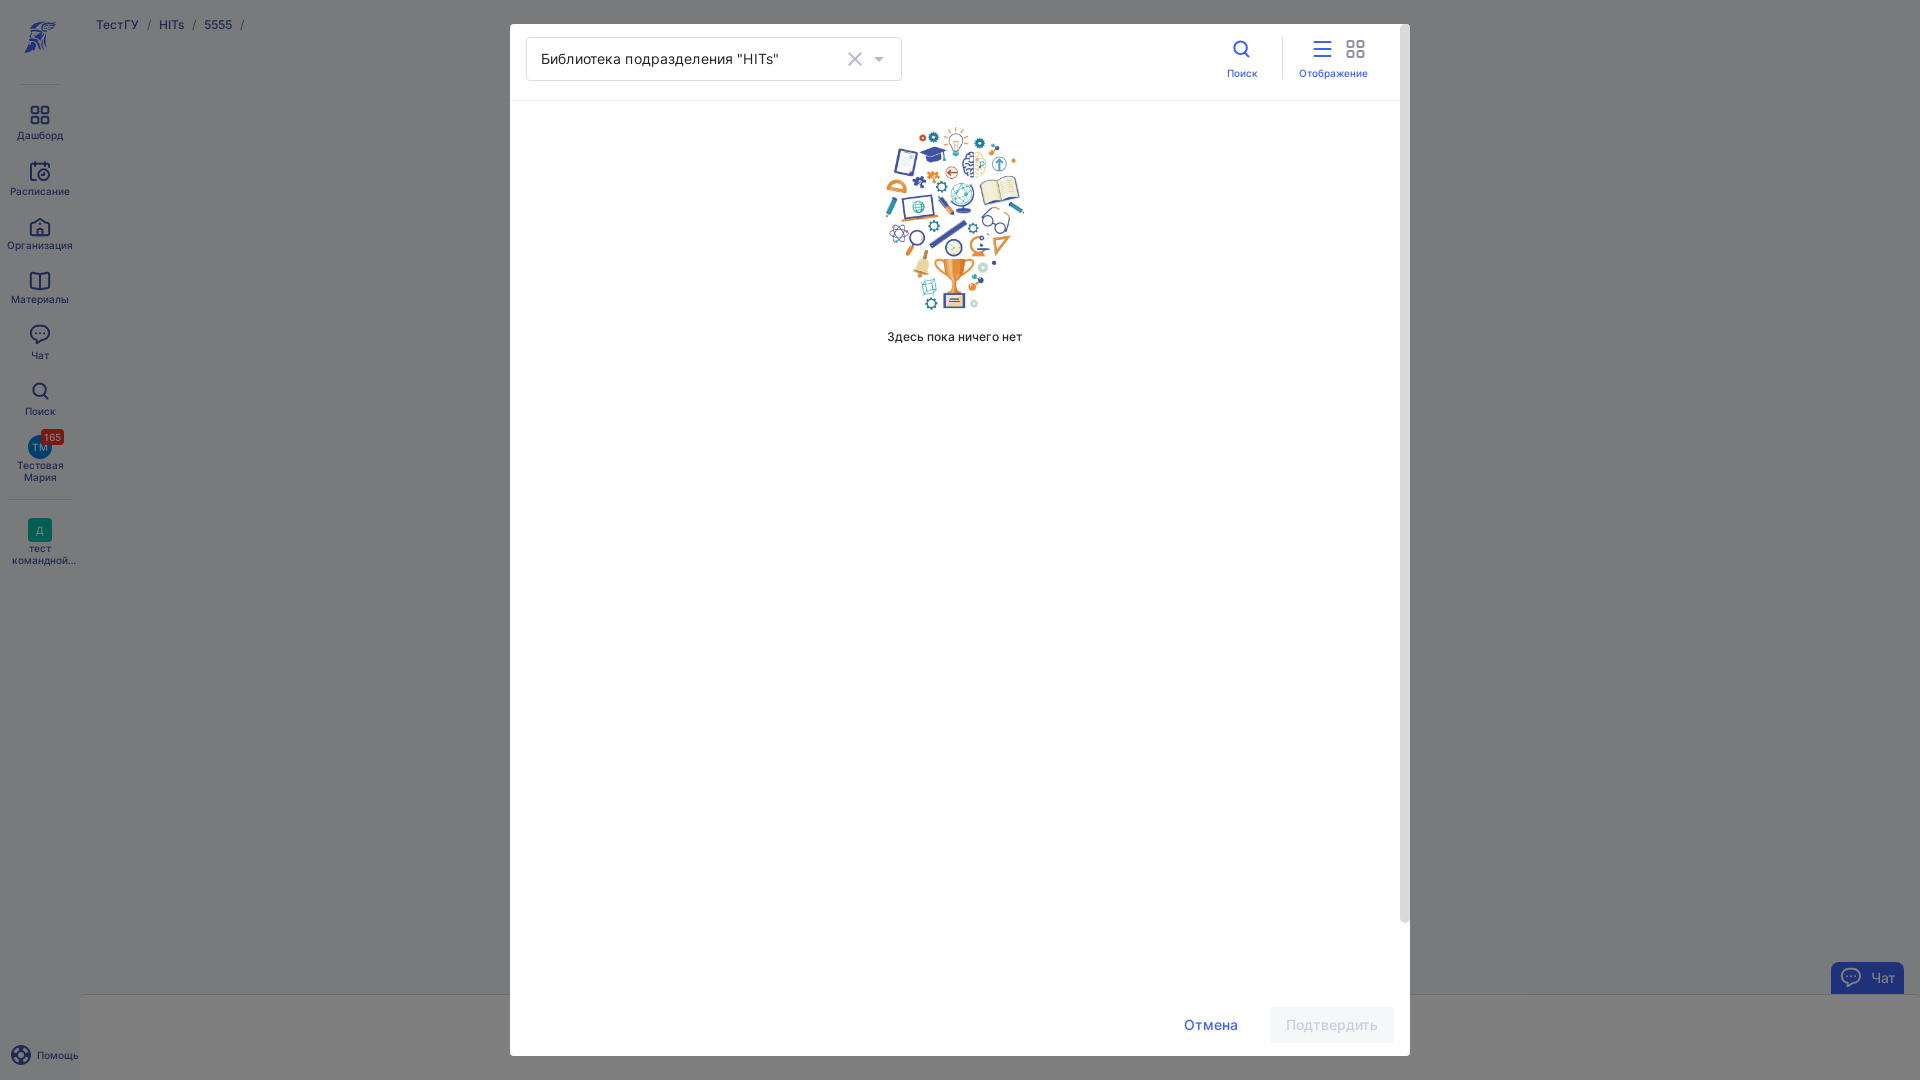 ТестГУ / HITs / 5555 /
Дашборд
Расписание
Организация
Материалы
Чат
Поиск
165
ТМ
Тестовая
Мария
Д
тест
командной...
Помощь
Библиотека подразделения "HITs"
Поиск
Отображение
Здесь пока ничего нет
Отмена
Подтвердить
Чат